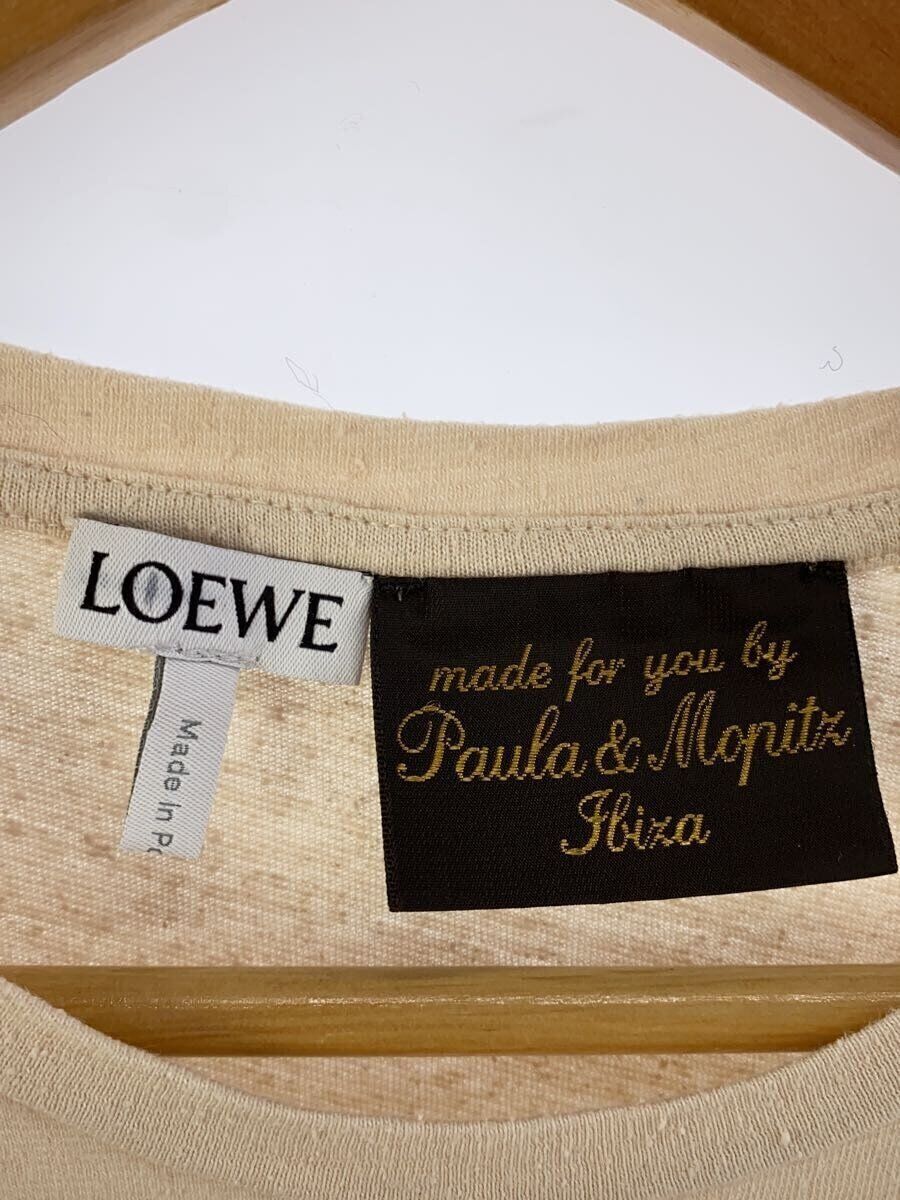 LOEWE
Made In
made for you by
Paula & Mopitz
Ibiza